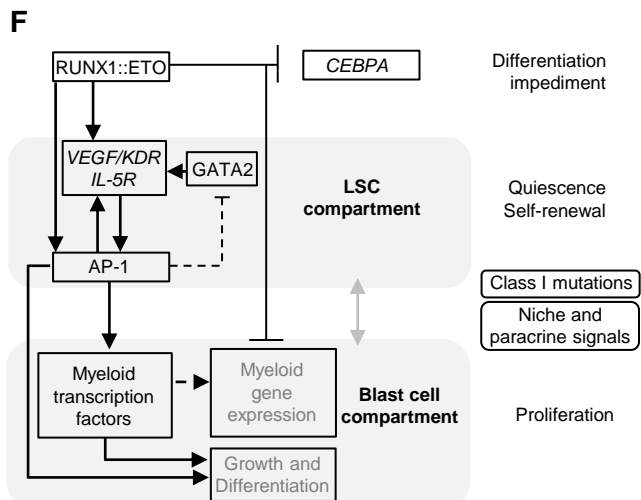 F
RUNX1::ETO
CEBPA
Differentiation
impediment
VEGF/KDR
IL-5R
GATA2
LSC
compartment
Quiescence
Self-renewal
AP-1
Class I mutations
Niche and
paracrine signals
Myeloid
transcription
factors
Myeloid
gene
expression
Blast cell
compartment
Proliferation
Growth and
Differentiation